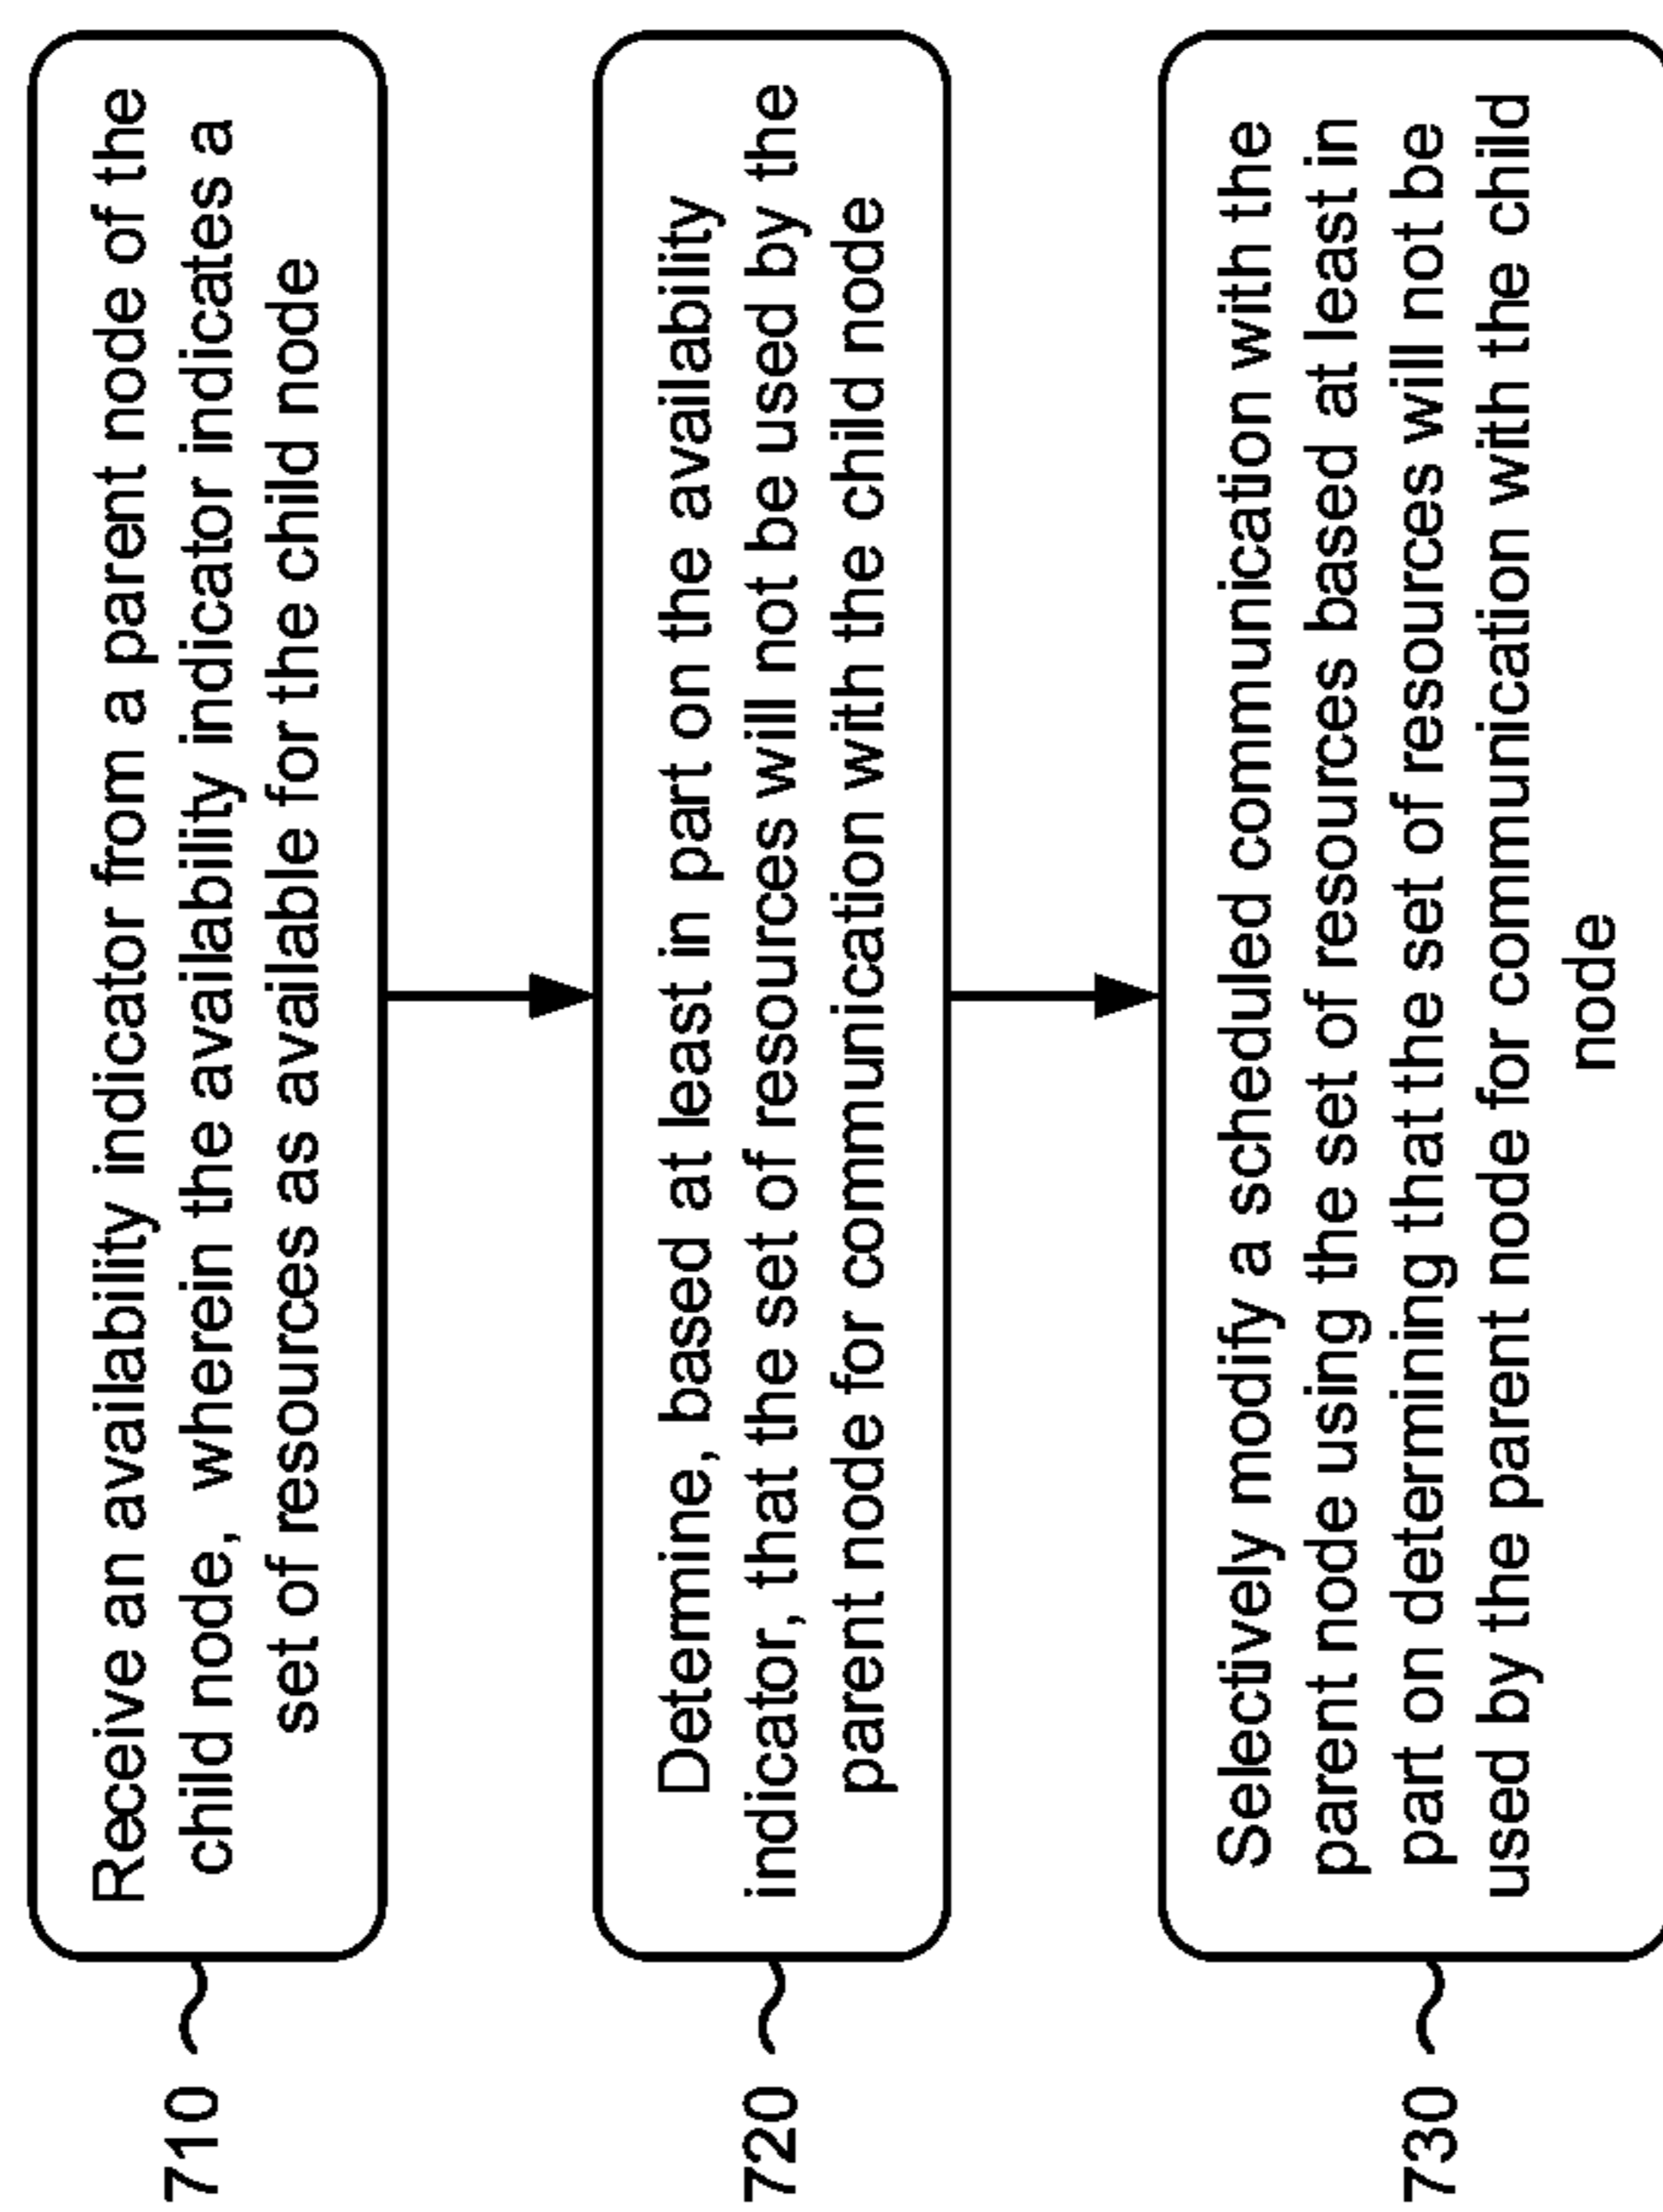 710
Receive an availability indicator from a parent node of the
child node, wherein the availability indicator indicates a
set of resources as available for the child node
720
Determine, based at least in part on the availability
indicator, that the set of resources will not be used by the
parent node for communication with the child node
730
Selectively modify a scheduled communication with the
parent node using the set of resources based at least in
part on determining that the set of resources will not be
used by the parent node for communication with the child
node